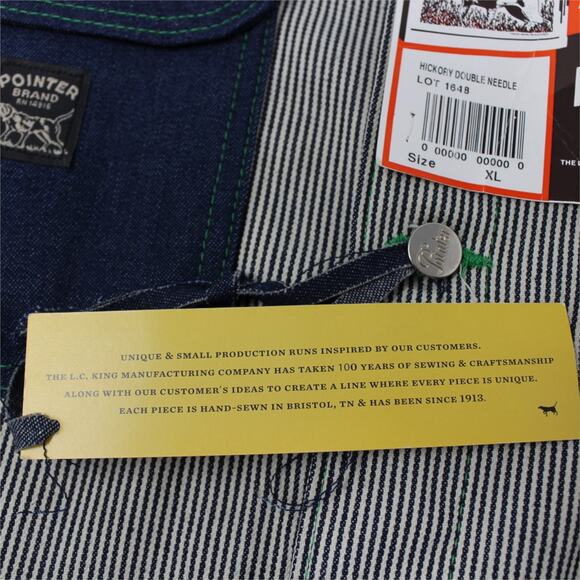 POINTER
BRAND
RN 14916
HICKORY DOUBLE NEEDLE
LOT 1648
0 00000 00000 0
Size XL
THE
Pointer
UNIQUE & SMALL PRODUCTION RUNS INSPIRED BY OUR CUSTOMERS.
THE L.C. KING MANUFACTURING COMPANY HAS TAKEN 100 YEARS OF SEWING & CRAFTSMANSHIP
ALONG WITH OUR CUSTOMER'S IDEAS TO CREATE A LINE WHERE EVERY PIECE IS UNIQUE.
EACH PIECE IS HAND-SEWN IN BRISTOL, TN & HAS BEEN SINCE 1913.